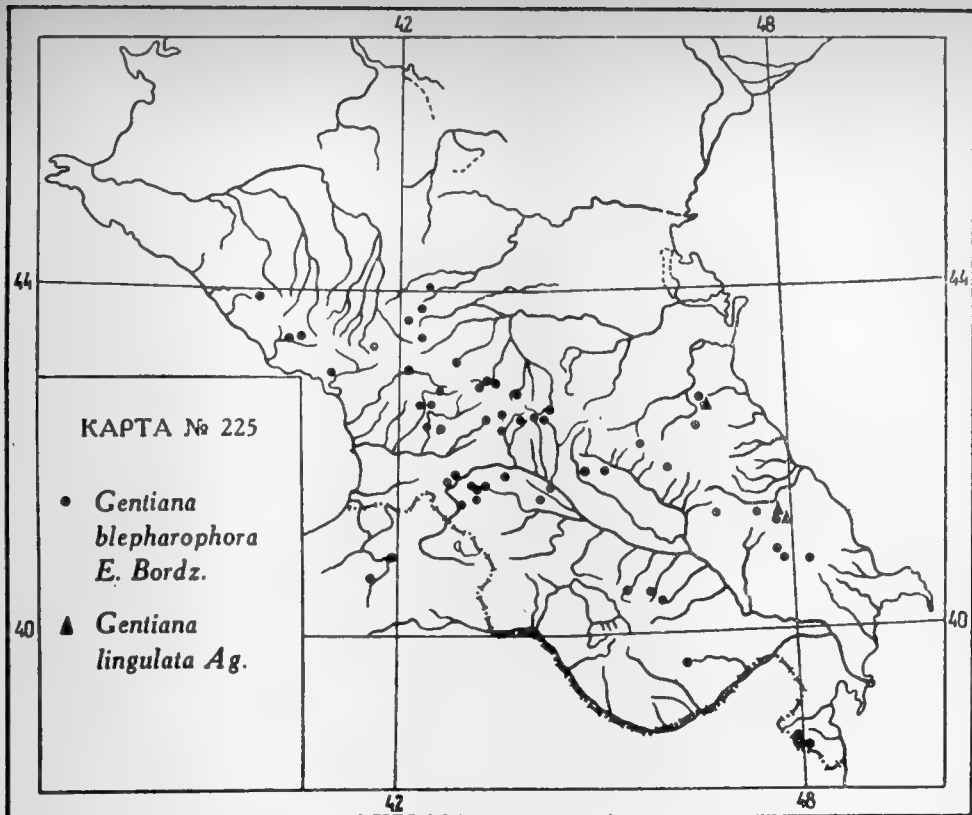 42 48
44 44
КАРТА № 225
Gentiana
blepharophora
E. Bordz.
Gentiana
lingulata Ag.
40 40
42 48